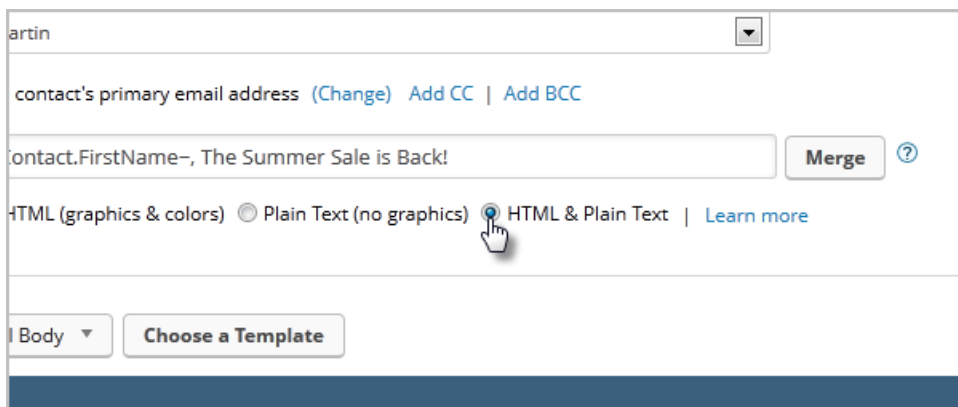 artin
contact's primary email address (Change) Add CC | Add BCC
ontact.FirstName~, The Summer Sale is Back! Merge ?
HTML (graphics & colors) Plain Text (no graphics) HTML & Plain Text | Learn more
l Body Choose a Template